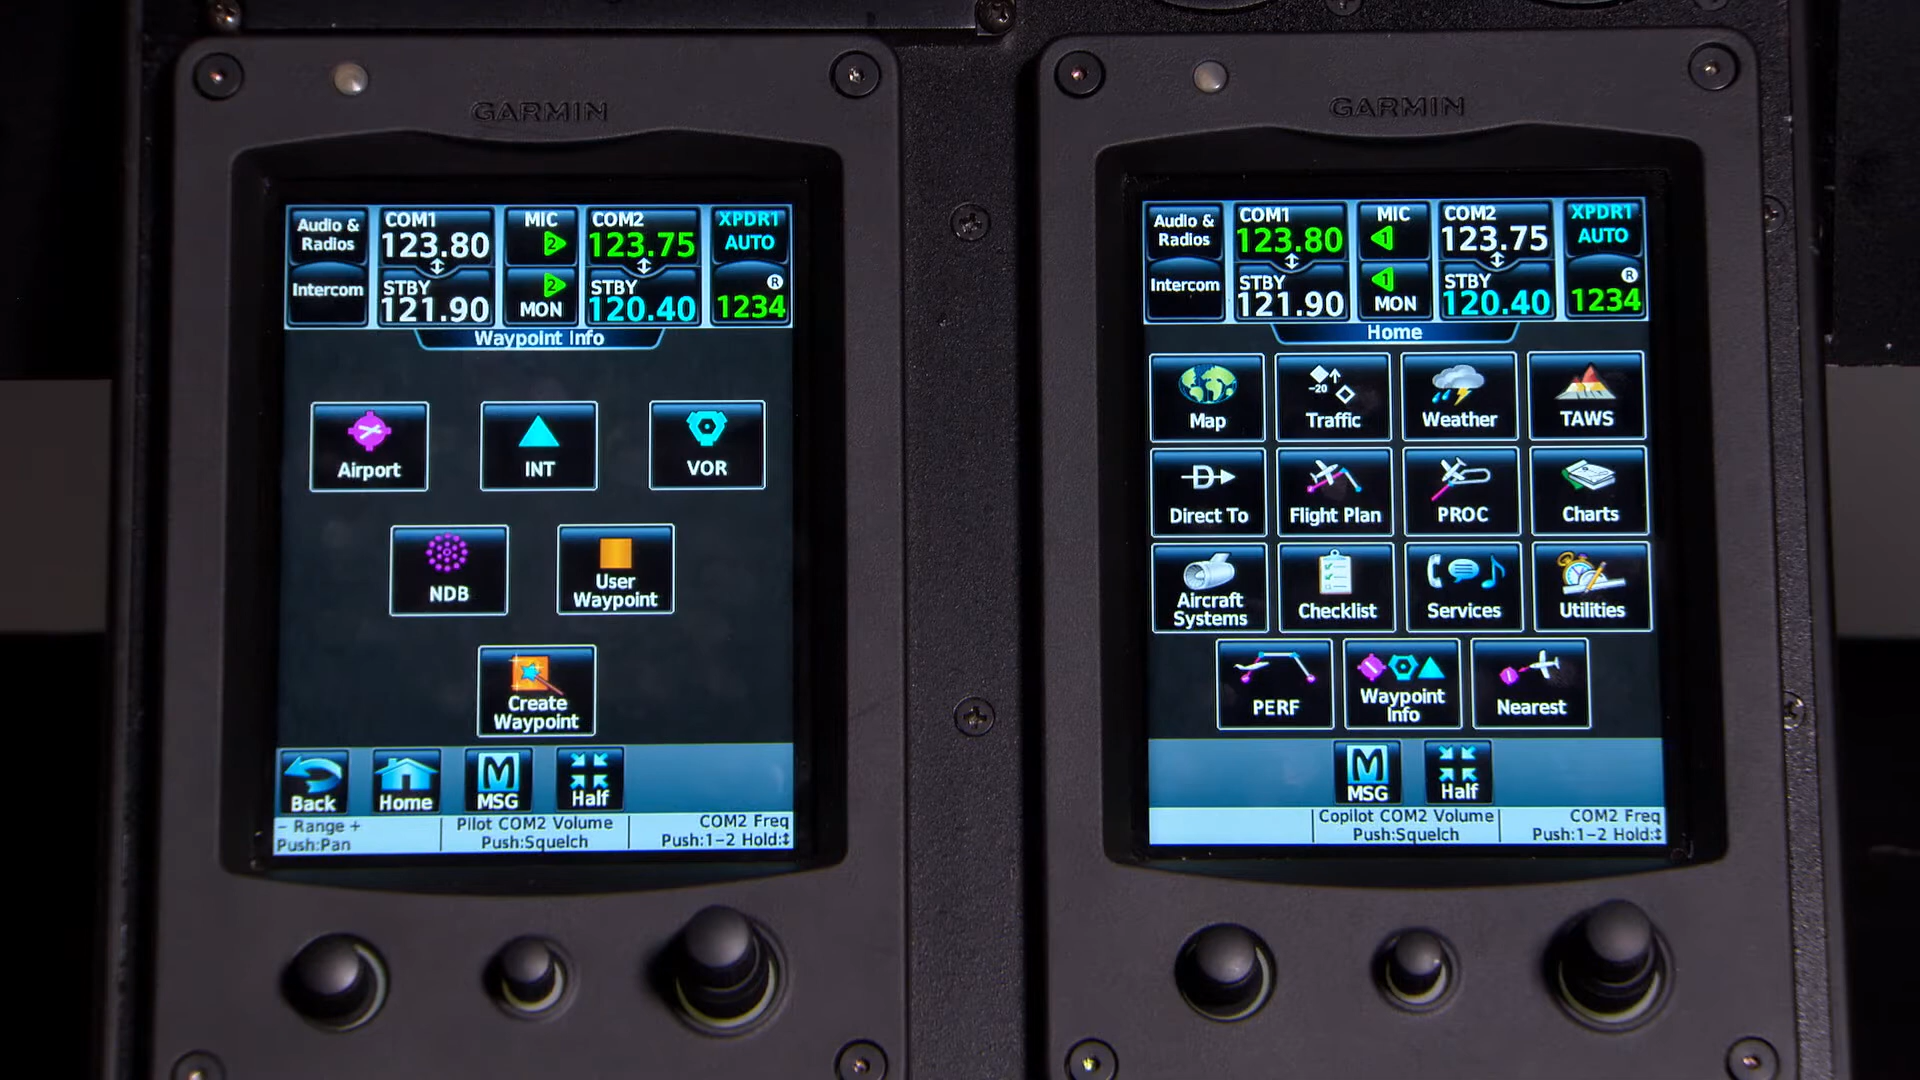 GARMIN
Audio & Radios
COM1
123.80
MIC
2
COM2
123.75
XPDR1
AUTO
Intercom
STBY
121.90
2
MON
STBY
120.40
R
1234
Waypoint Info
Airport
INT
VOR
NDB
User
Waypoint
Create
Waypoint
Back
Home
MSG
Half
– Range +
Push:Pan
Pilot COM2 Volume
Push:Squelch
COM2 Freq
Push:1–2 Hold:↕
GARMIN
Audio & Radios
COM1
123.80
MIC
1
COM2
123.75
XPDR1
AUTO
Intercom
STBY
121.90
1
MON
STBY
120.40
R
1234
Home
Map
-20
Traffic
Weather
TAWS
D
Direct To
Flight Plan
PROC
Charts
Aircraft
Systems
Checklist
Services
Utilities
PERF
Waypoint
Info
Nearest
MSG
Half
Copilot COM2 Volume
Push:Squelch
COM2 Freq
Push:1–2 Hold:↕